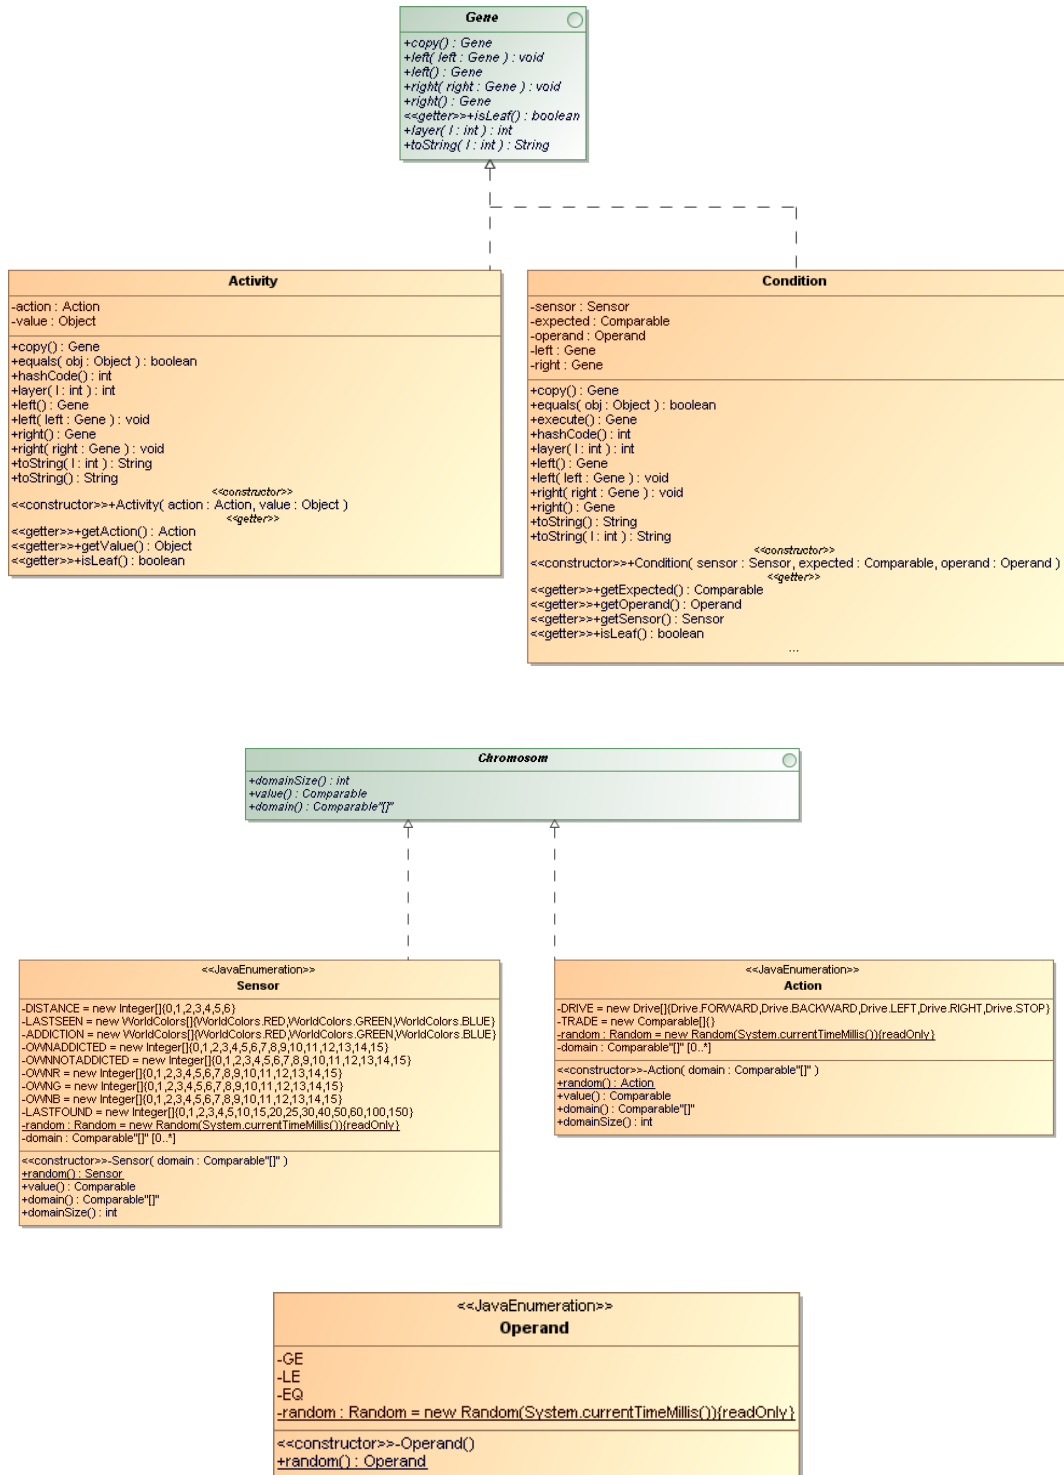 Gene
+copy() : Gene
+left( left : Gene ) : void
+left() : Gene
+right( right : Gene ) : void
+right() : Gene
<<getter>>+isLeaf() : boolean
+layer( l : int ) : int
+toString( l : int ) : String
Activity
-action : Action
-value : Object
+copy() : Gene
+equals( obj : Object ) : boolean
+hashCode() : int
+layer( l : int ) : int
+left() : Gene
+left( left : Gene ) : void
+right() : Gene
+right( right : Gene ) : void
+toString( l : int ) : String
+toString() : String
<<constructor>>
<<constructor>>+Activity( action : Action, value : Object )
<<getter>>
<<getter>>+getAction() : Action
<<getter>>+getValue() : Object
<<getter>>+isLeaf() : boolean
Condition
-sensor : Sensor
-expected : Comparable
-operand : Operand
-left : Gene
-right : Gene
+copy() : Gene
+equals( obj : Object ) : boolean
+execute() : Gene
+hashCode() : int
+layer( l : int ) : int
+left() : Gene
+left( left : Gene ) : void
+right( right : Gene ) : void
+right() : Gene
+toString() : String
+toString( l : int ) : String
<<constructor>>
<<constructor>>+Condition( sensor : Sensor, expected : Comparable, operand : Operand )
<<getter>>
<<getter>>+getExpected() : Comparable
<<getter>>+getOperand() : Operand
<<getter>>+getSensor() : Sensor
<<getter>>+isLeaf() : boolean
...
Chromosom
+domainSize() : int
+value() : Comparable
+domain() : Comparable"[]"
<<JavaEnumeration>>
Sensor
-DISTANCE = new Integer[]{0,1,2,3,4,5,6}
-LASTSEEN = new WorldColors[]{WorldColors.RED,WorldColors.GREEN,WorldColors.BLUE}
-ADDICTION = new WorldColors[]{WorldColors.RED,WorldColors.GREEN,WorldColors.BLUE}
-OWNADDICTED = new Integer[]{0,1,2,3,4,5,6,7,8,9,10,11,12,13,14,15}
-OWNNOTADDICTED = new Integer[]{0,1,2,3,4,5,6,7,8,9,10,11,12,13,14,15}
-OWNR = new Integer[]{0,1,2,3,4,5,6,7,8,9,10,11,12,13,14,15}
-OWNG = new Integer[]{0,1,2,3,4,5,6,7,8,9,10,11,12,13,14,15}
-OWNB = new Integer[]{0,1,2,3,4,5,6,7,8,9,10,11,12,13,14,15}
-LASTFOUND = new Integer[]{0,1,2,3,4,5,10,15,20,25,30,40,50,60,100,150}
-random : Random = new Random(System.currentTimeMillis()){readOnly}
-domain : Comparable"[]" [0..*]
<<constructor>>-Sensor( domain : Comparable"[]" )
+random() : Sensor
+value() : Comparable
+domain() : Comparable"[]"
+domainSize() : int
<<JavaEnumeration>>
Action
-DRIVE = new Drive[]{Drive.FORWARD,Drive.BACKWARD,Drive.LEFT,Drive.RIGHT,Drive.STOP}
-TRADE = new Comparable[]{}
-random : Random = new Random(System.currentTimeMillis()){readOnly}
-domain : Comparable"[]" [0..*]
<<constructor>>-Action( domain : Comparable"[]" )
+random() : Action
+value() : Comparable
+domain() : Comparable"[]"
+domainSize() : int
<<JavaEnumeration>>
Operand
-GE
-LE
-EQ
-random : Random = new Random(System.currentTimeMillis()){readOnly}
<<constructor>>-Operand()
+random() : Operand